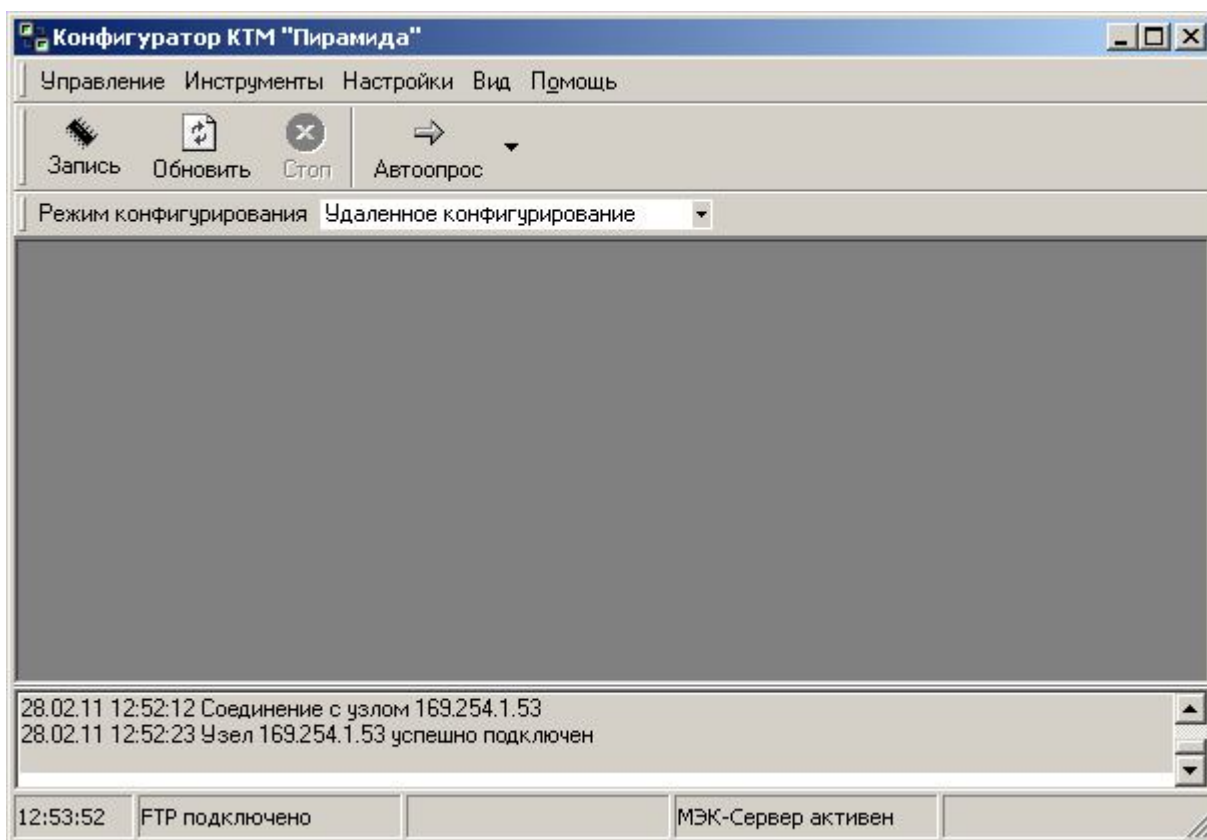 Конфигуратор КТМ "Пирамида"
Управление Инструменты Настройки Вид Помощь
Запись Обновить Стоп Автоопрос
Режим конфигурирования Удаленное конфигурирование
28.02.11 12:52:12 Соединение с узлом 169.254.1.53
28.02.11 12:52:23 Узел 169.254.1.53 успешно подключен
12:53:52 FTP подключено МЭК-Сервер активен